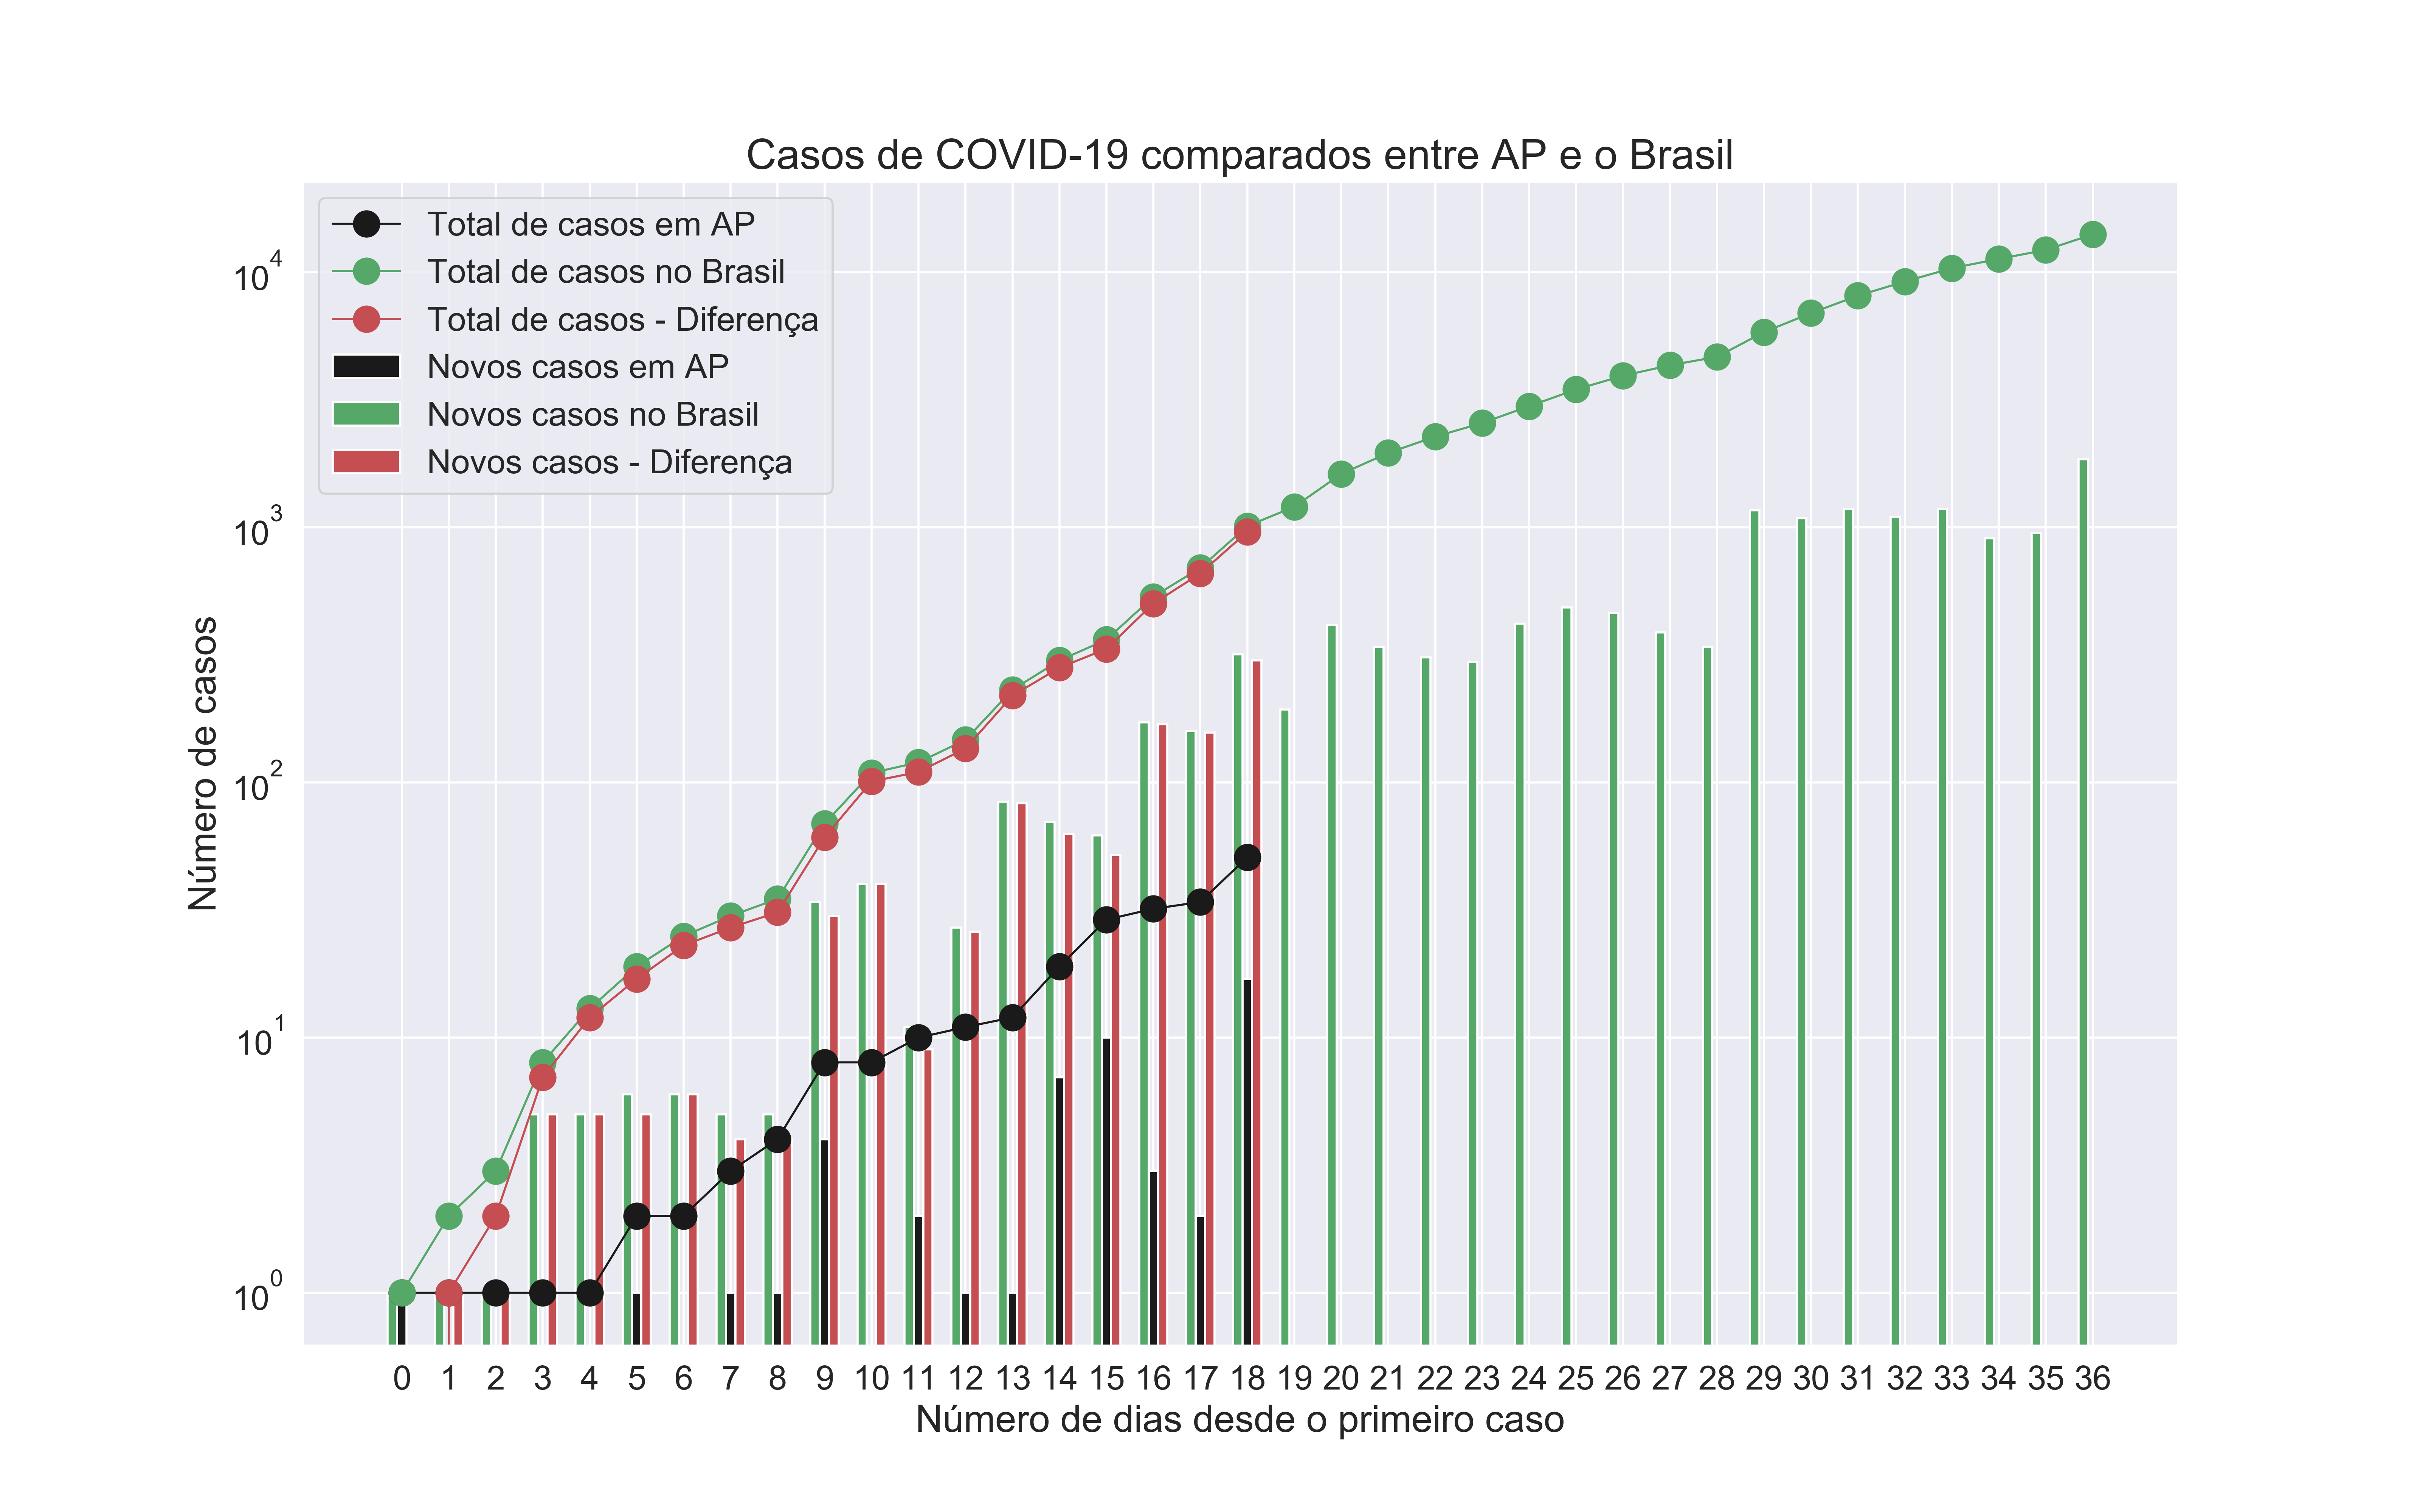 Casos de COVID-19 comparados entre AP e o Brasil
Total de casos em AP
Total de casos no Brasil
Total de casos - Diferença
Novos casos em AP
Novos casos no Brasil
Novos casos - Diferença
10^4
10^3
10^2
10^1
10^0
Número de casos
0 1 2 3 4 5 6 7 8 9 10 11 12 13 14 15 16 17 18 19 20 21 22 23 24 25 26 27 28 29 30 31 32 33 34 35 36
Número de dias desde o primeiro caso